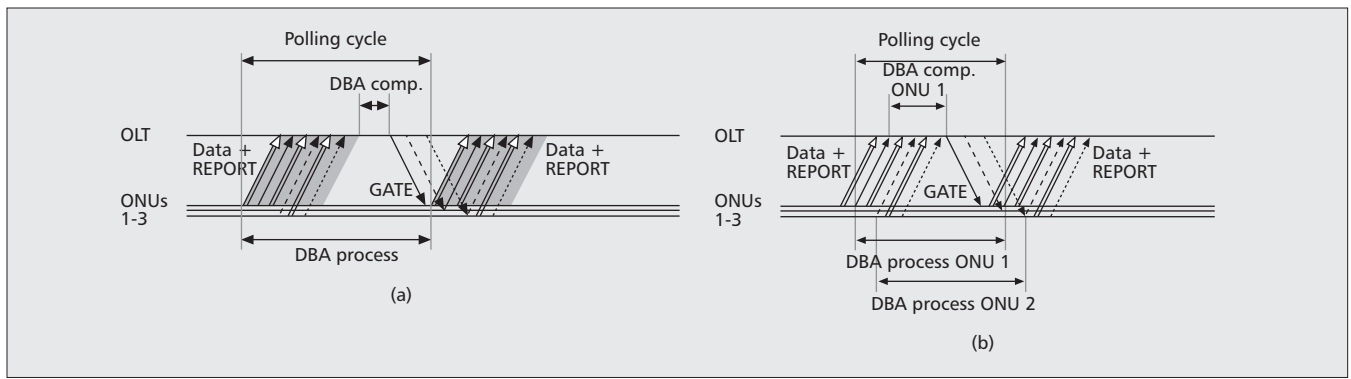 Polling cycle
DBA comp.
OLT
Data +
REPORT
Data +
REPORT
GATE
ONUs
1-3
DBA process
(a)
Polling cycle
DBA comp.
ONU 1
OLT
Data +
REPORT
Data +
REPORT
GATE
ONUs
1-3
DBA process ONU 1
DBA process ONU 2
(b)